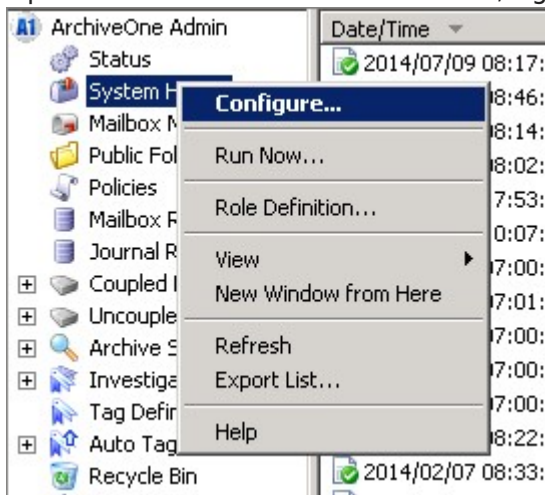 ArchiveOne Admin
Date/Time
Status
2014/07/09 08:17:
System H
Configure...
8:46:
Mailbox M
8:14:
Public Fol
Run Now...
8:02:
Policies
7:53:
Mailbox R
Role Definition...
0:07:
Journal R
7:00:
Coupled
View
7:01:
Uncouple
New Window from Here
7:00:
Archive S
Refresh
7:00:
Investiga
Export List...
7:00:
Tag Defin
Help
8:22:
Auto Tag
2014/02/07 08:33:
Recycle Bin